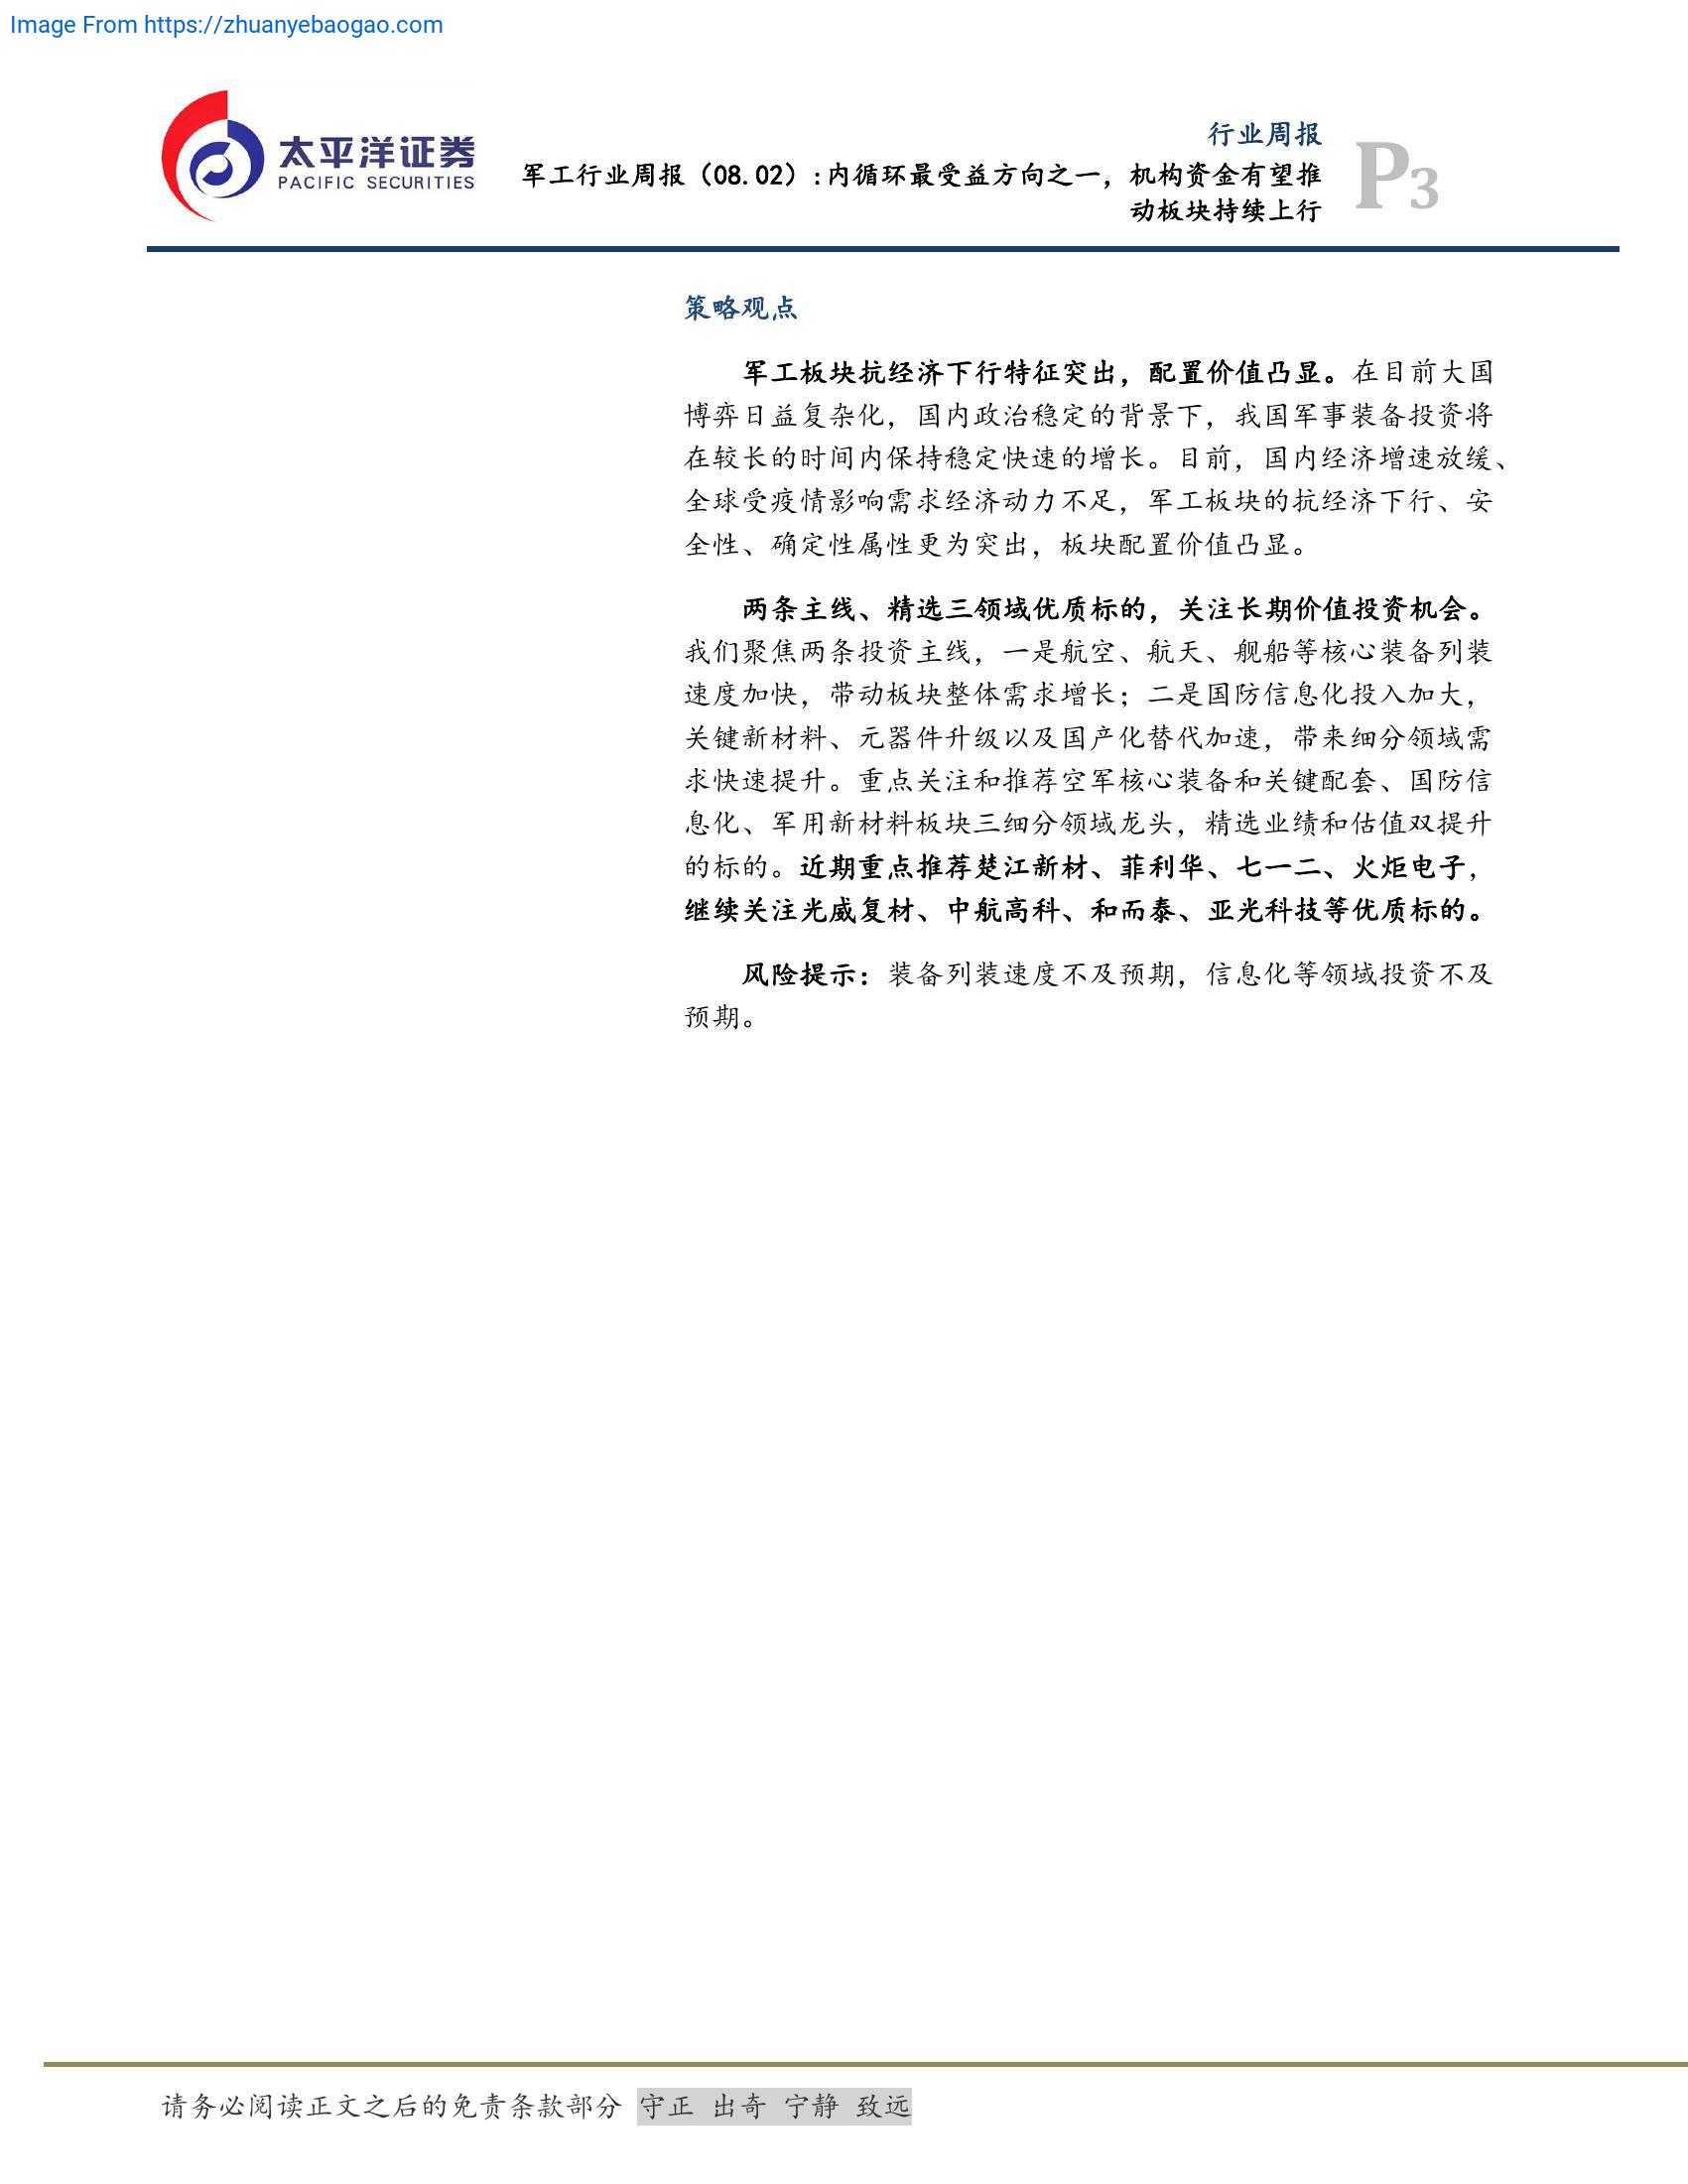 Image From https://zhuanyebaogao.com
太平洋证券
PACIFIC SECURITIES
行业周报
军工行业周报（08.02）:内循环最受益方向之一，机构资金有望推
动板块持续上行
P3
策略观点
军工板块抗经济下行特征突出，配置价值凸显。在目前大国
博弈日益复杂化，国内政治稳定的背景下，我国军事装备投资将
在较长的时间内保持稳定快速的增长。目前，国内经济增速放缓、
全球受疫情影响需求经济动力不足，军工板块的抗经济下行、安
全性、确定性属性更为突出，板块配置价值凸显。
两条主线、精选三领域优质标的，关注长期价值投资机会。
我们聚焦两条投资主线，一是航空、航天、舰船等核心装备列装
速度加快，带动板块整体需求增长；二是国防信息化投入加大，
关键新材料、元器件升级以及国产化替代加速，带来细分领域需
求快速提升。重点关注和推荐空军核心装备和关键配套、国防信
息化、军用新材料板块三细分领域龙头，精选业绩和估值双提升
的标的。近期重点推荐楚江新材、菲利华、七一二、火炬电子，
继续关注光威复材、中航高科、和而泰、亚光科技等优质标的。
风险提示：装备列装速度不及预期，信息化等领域投资不及
预期。
请务必阅读正文之后的免责条款部分 守正 出奇 宁静 致远